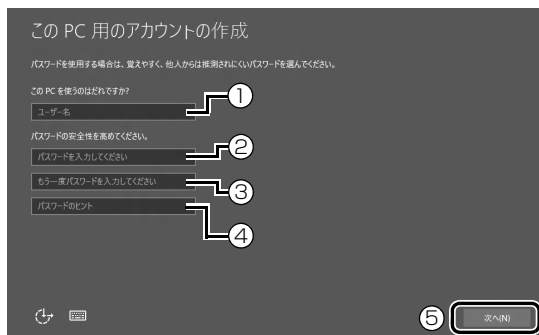 この PC 用のアカウントの作成
パスワードを使用する場合は、覚えやすく、他人からは推測されにくいパスワードを選んでください。
この PC を使うのはだれですか?
ユーザー名
①
パスワードの安全性を高めてください。
パスワードを入力してください
②
もう一度パスワードを入力してください
③
パスワードのヒント
④
⑤ 次へ(N)